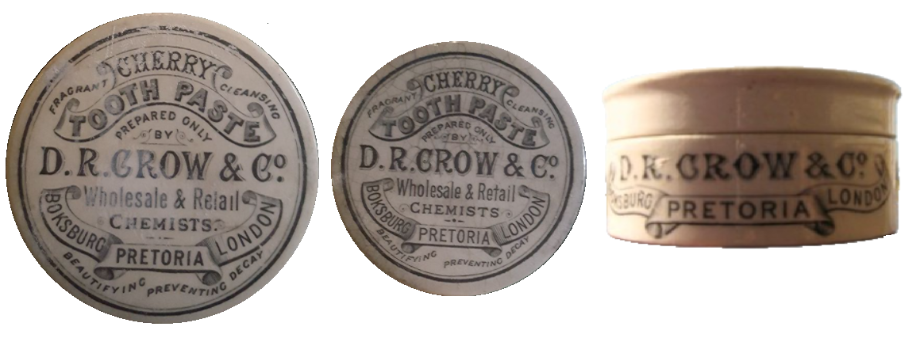 CHERRY
FRAGRANT CLEANSING
TOOTH PASTE
PREPARED ONLY
BY
D.R.CROW & Co.
Wholesale & Retail
CHEMISTS.
BOKSBURG PRETORIA LONDON
BEAUTIFYING PREVENTING DECAY
CHERRY
FRAGRANT CLEANSING
TOOTH PASTE
PREPARED ONLY
BY
D.R.CROW & Co.
Wholesale & Retail
CHEMISTS
BOKSBURG PRETORIA LONDON
BEAUTIFYING PREVENTING DECAY
D.R.CROW & Co.
KSBURG PRETORIA LONDON